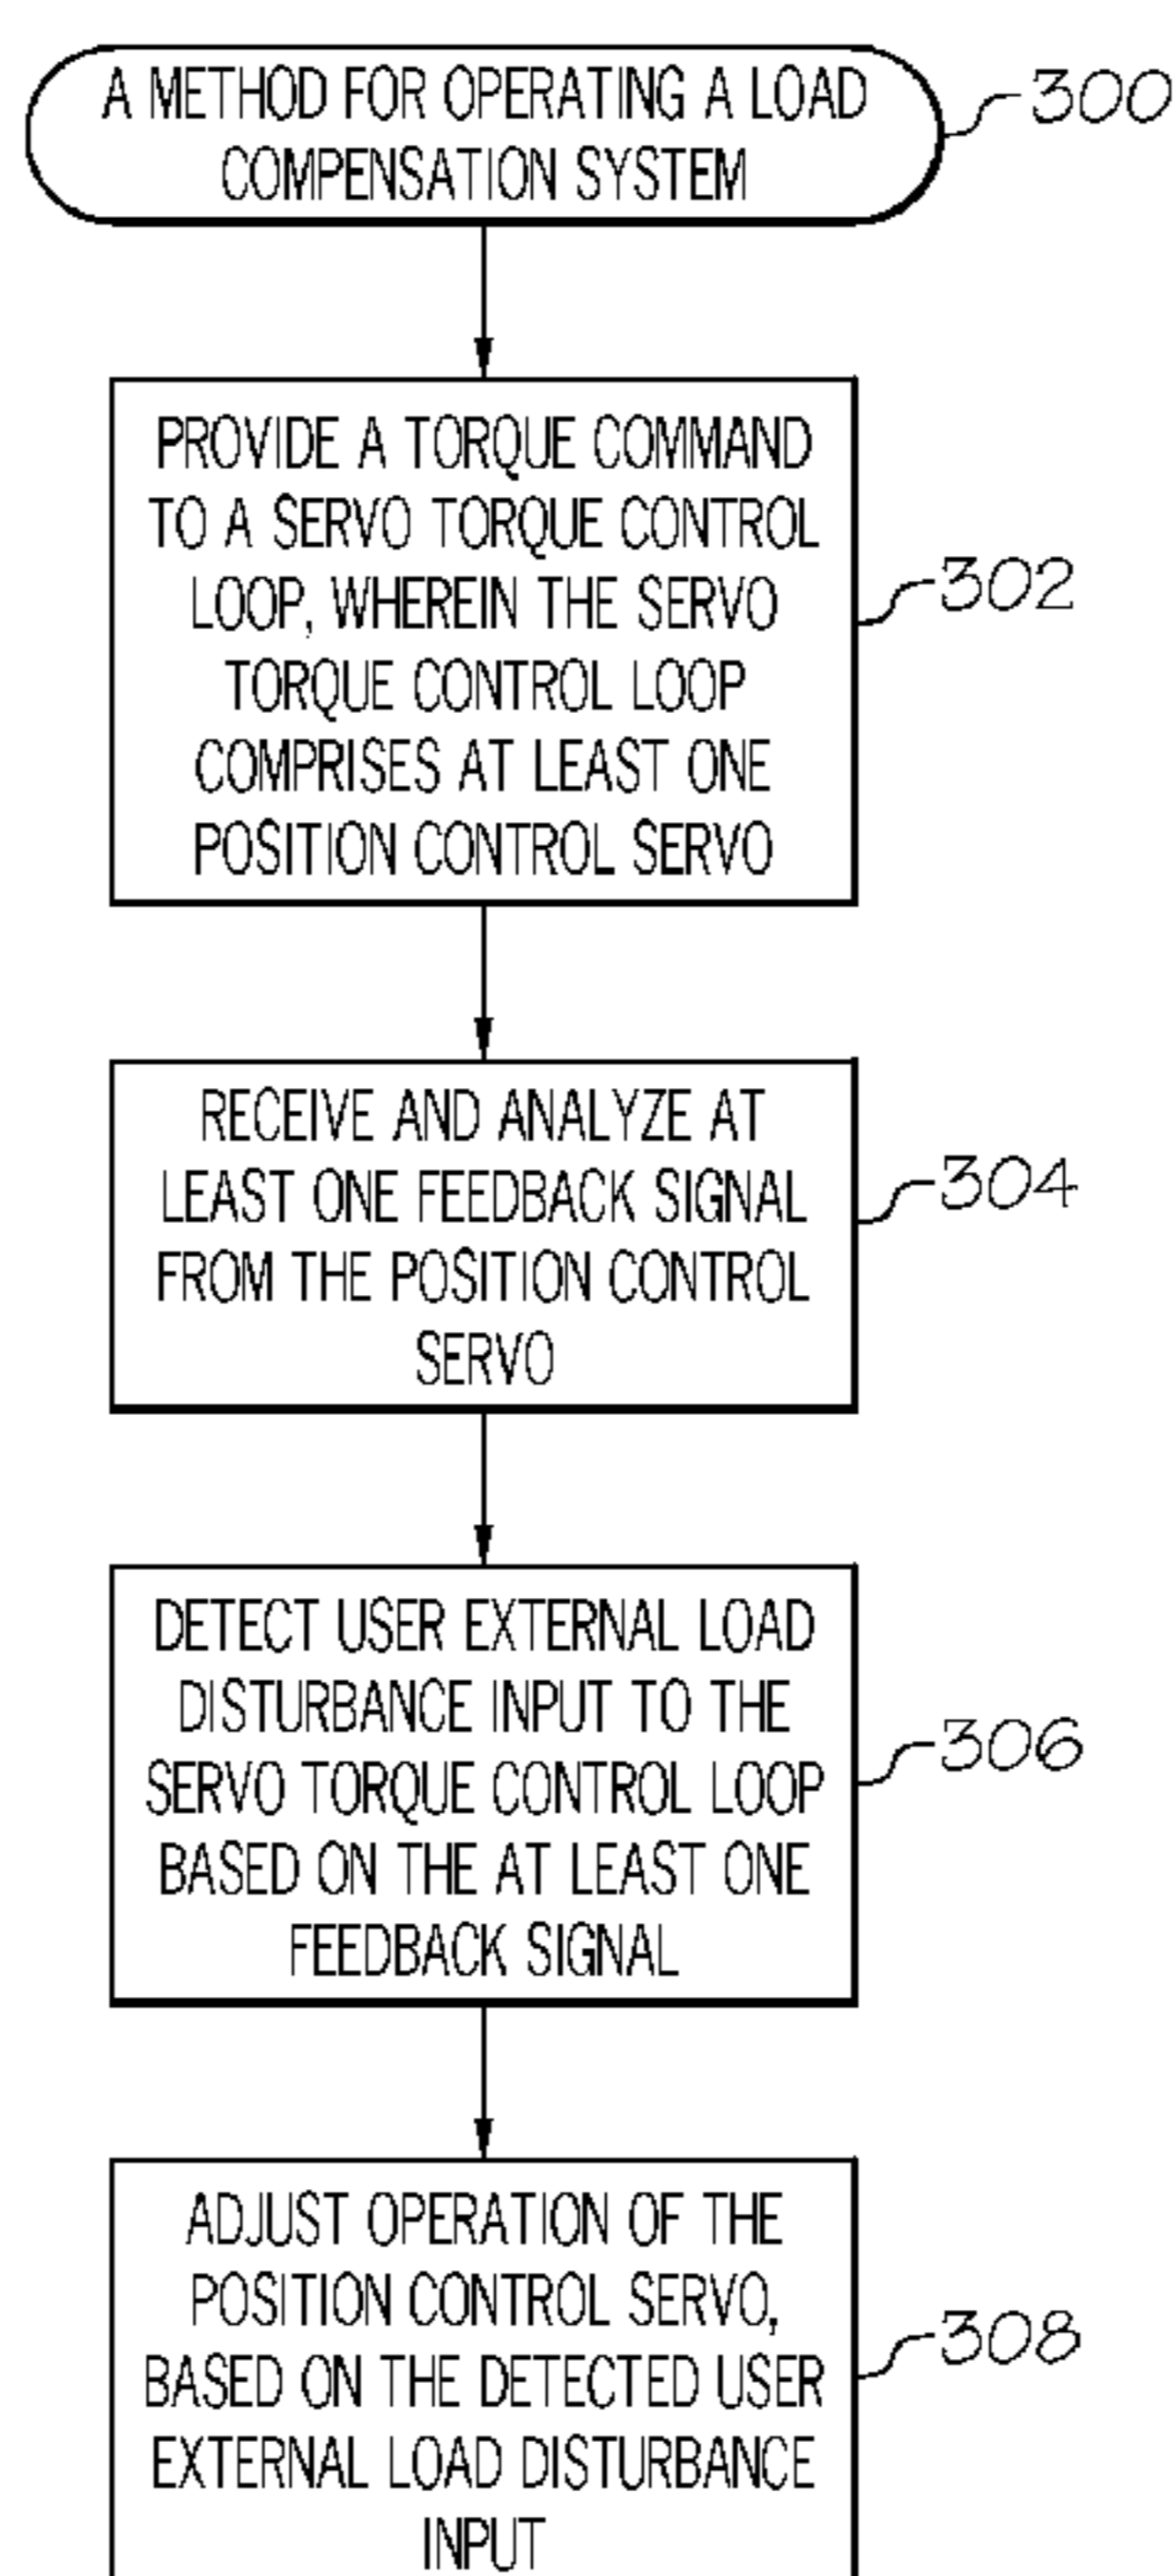 A METHOD FOR OPERATING A LOAD
COMPENSATION SYSTEM
300
PROVIDE A TORQUE COMMAND
TO A SERVO TORQUE CONTROL
LOOP, WHEREIN THE SERVO
TORQUE CONTROL LOOP
COMPRISES AT LEAST ONE
POSITION CONTROL SERVO
302
RECEIVE AND ANALYZE AT
LEAST ONE FEEDBACK SIGNAL
FROM THE POSITION CONTROL
SERVO
304
DETECT USER EXTERNAL LOAD
DISTURBANCE INPUT TO THE
SERVO TORQUE CONTROL LOOP
BASED ON THE AT LEAST ONE
FEEDBACK SIGNAL
306
ADJUST OPERATION OF THE
POSITION CONTROL SERVO,
BASED ON THE DETECTED USER
EXTERNAL LOAD DISTURBANCE
INPUT
308